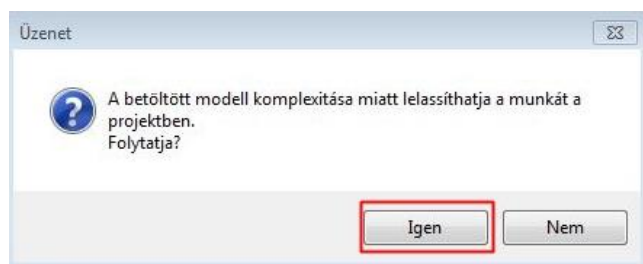 Üzenet
A betöltött modell komplexitása miatt lelassíthatja a munkát a
projektben.
Folytatja?
Igen
Nem